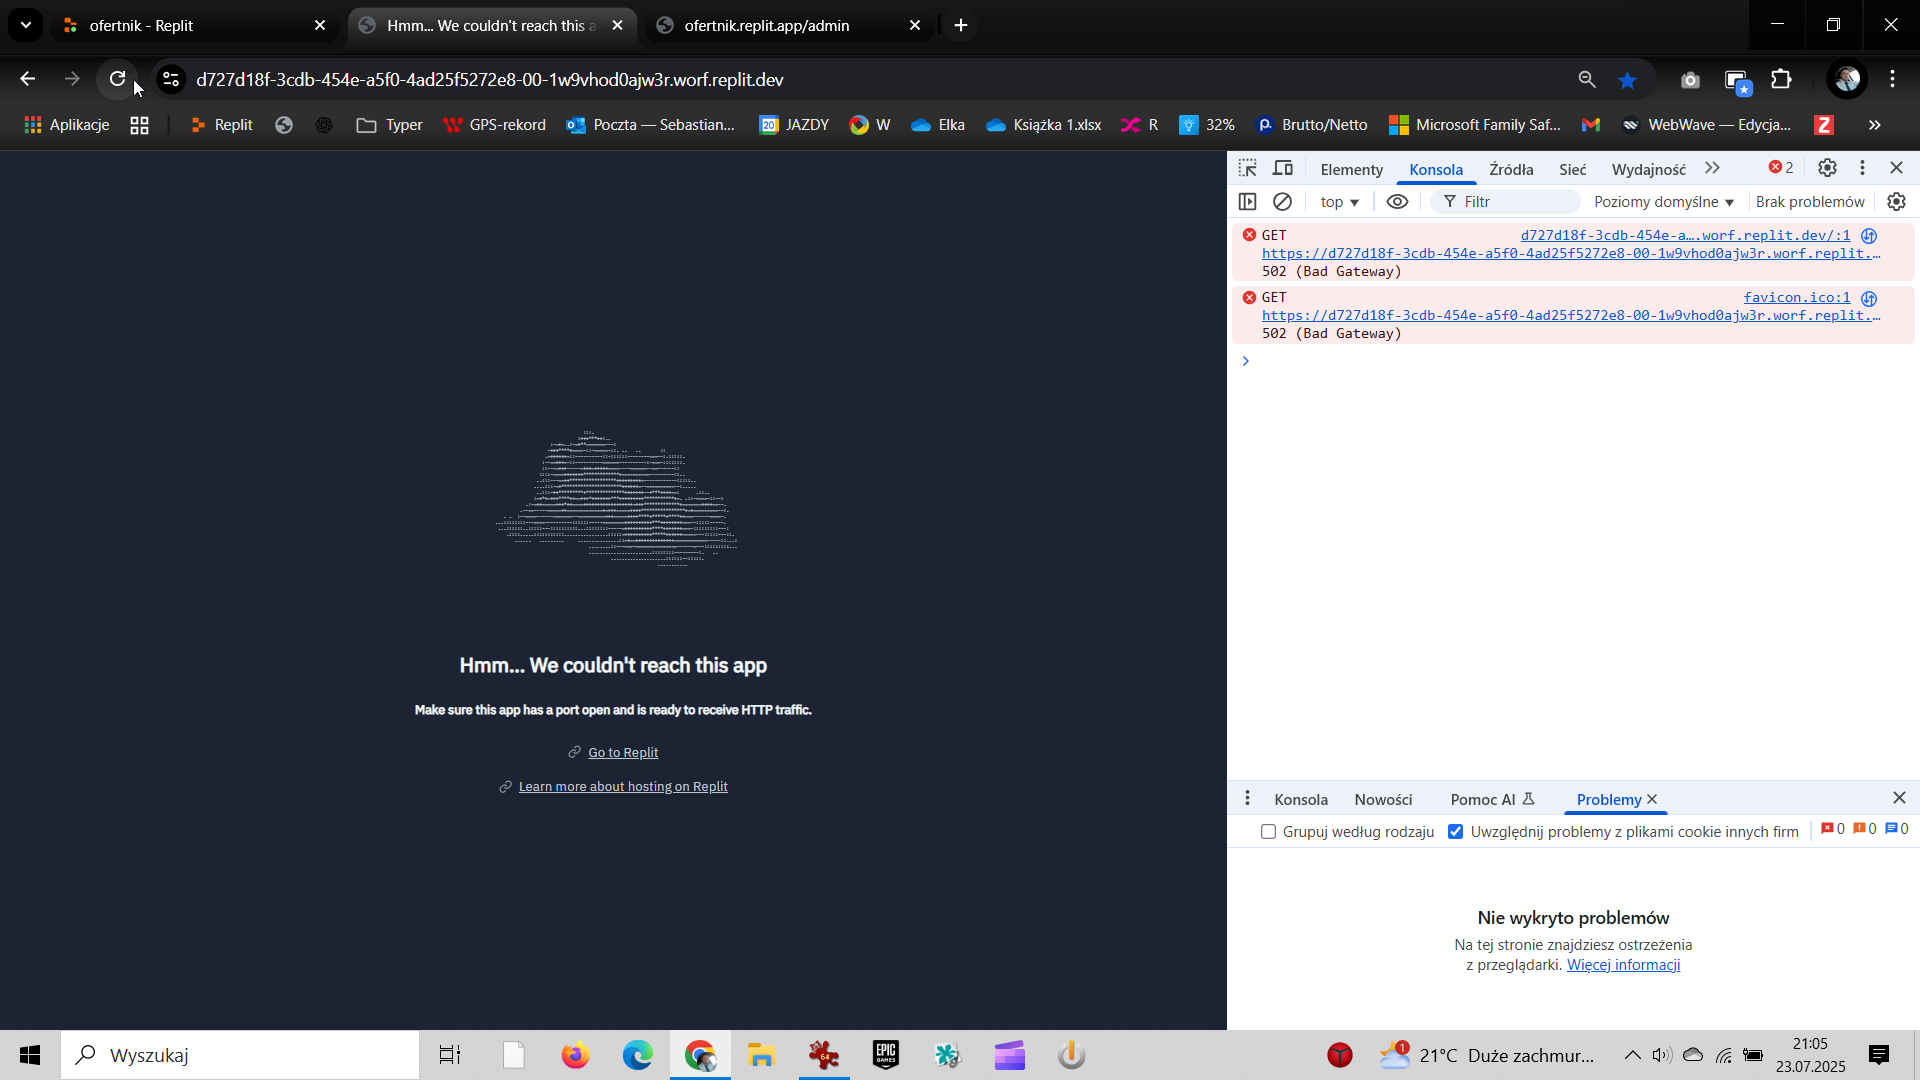 ofertnik - Replit
Hmm... We couldn't reach this a
ofertnik.replit.app/admin
d727d18f-3cdb-454e-a5f0-4ad25f5272e8-00-1w9vhod0ajw3r.worf.replit.dev
Aplikacje
Replit
Typer
GPS-rekord
Poczta — Sebastian...
20
JAZDY
W
Elka
Książka 1.xlsx
R
32%
Brutto/Netto
Microsoft Family Saf...
WebWave — Edycja...
Z
»
Elementy
Konsola
Źródła
Sieć
Wydajność
2
top
Filtr
Poziomy domyślne
Brak problemów
GET d727d18f-3cdb-454e-a….worf.replit.dev/:1
https://d727d18f-3cdb-454e-a5f0-4ad25f5272e8-00-1w9vhod0ajw3r.worf.replit.…
502 (Bad Gateway)
GET favicon.ico:1
https://d727d18f-3cdb-454e-a5f0-4ad25f5272e8-00-1w9vhod0ajw3r.worf.replit.…
502 (Bad Gateway)
Hmm... We couldn't reach this app
Make sure this app has a port open and is ready to receive HTTP traffic.
Go to Replit
Learn more about hosting on Replit
Konsola
Nowości
Pomoc AI
Problemy
Grupuj według rodzaju
Uwzględnij problemy z plikami cookie innych firm
0
0
0
Nie wykryto problemów
Na tej stronie znajdziesz ostrzeżenia
z przeglądarki. Więcej informacji
Wyszukaj
64
EPIC
GAMES
1
21°C Duże zachmur...
21:05
23.07.2025